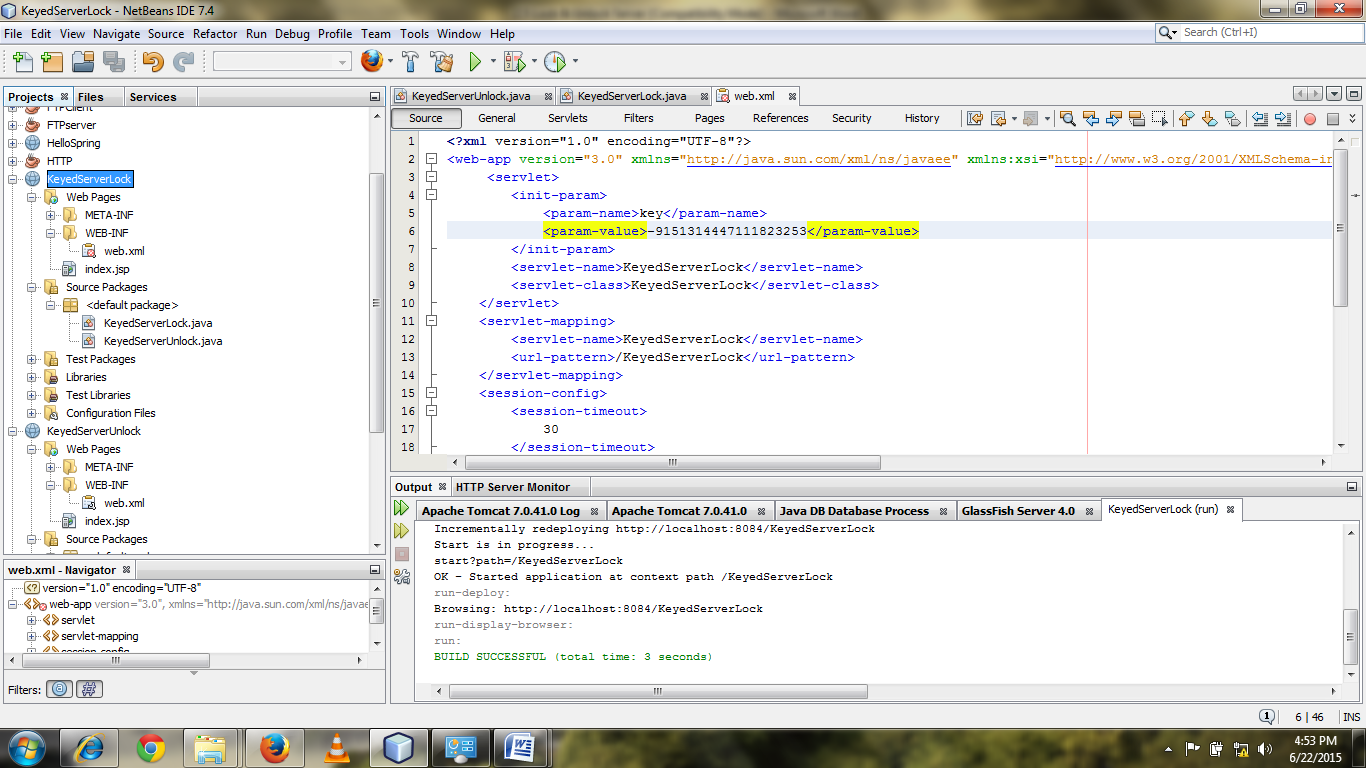 KeyedServerLock - NetBeans IDE 7.4
File Edit View Navigate Source Refactor Run Debug Profile Team Tools Window Help
Search (Ctrl+I)
Projects Files Services
FTPClient
FTPserver
HelloSpring
HTTP
KeyedServerLock
Web Pages
META-INF
WEB-INF
web.xml
index.jsp
Source Packages
<default package>
KeyedServerLock.java
KeyedServerUnlock.java
Test Packages
Libraries
Test Libraries
Configuration Files
KeyedServerUnlock
Web Pages
META-INF
WEB-INF
web.xml
index.jsp
Source Packages
web.xml - Navigator
version="1.0" encoding="UTF-8"
web-app version="3.0", xmlns="http://java.sun.com/xml/ns/javaee
servlet
servlet-mapping
session-config
Filters:
KeyedServerUnlock.java KeyedServerLock.java web.xml
Source General Servlets Filters Pages References Security History
1 <?xml version="1.0" encoding="UTF-8"?>
2 <web-app version="3.0" xmlns="http://java.sun.com/xml/ns/javaee" xmlns:xsi="http://www.w3.org/2001/XMLSchema-in
3 <servlet>
4 <init-param>
5 <param-name>key</param-name>
6 <param-value>-9151314447111823253</param-value>
7 </init-param>
8 <servlet-name>KeyedServerLock</servlet-name>
9 <servlet-class>KeyedServerLock</servlet-class>
10 </servlet>
11 <servlet-mapping>
12 <servlet-name>KeyedServerLock</servlet-name>
13 <url-pattern>/KeyedServerLock</url-pattern>
14 </servlet-mapping>
15 <session-config>
16 <session-timeout>
17 30
18 </session-timeout>
Output HTTP Server Monitor
Apache Tomcat 7.0.41.0 Log Apache Tomcat 7.0.41.0 Java DB Database Process GlassFish Server 4.0 KeyedServerLock (run)
Incrementally redeploying http://localhost:8084/KeyedServerLock
Start is in progress...
start?path=/KeyedServerLock
OK - Started application at context path /KeyedServerLock
run-deploy:
Browsing: http://localhost:8084/KeyedServerLock
run-display-browser:
run:
BUILD SUCCESSFUL (total time: 3 seconds)
1 6 | 46 INS
4:53 PM
6/22/2015